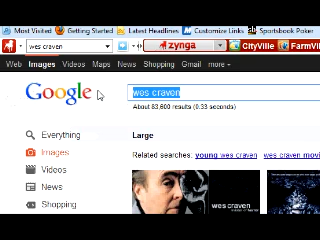 Most Visited Getting Started Latest Headlines Customize Links Sportsbook Poker
wes craven zynga CityVille FarmVi
Web Images Videos Maps News Shopping Gmail more
Google wes craven
About 83,600 results (0.33 seconds)
Everything
Large
Images
Related searches: young wes craven wes craven movi
Videos
News
Shopping
wes craven